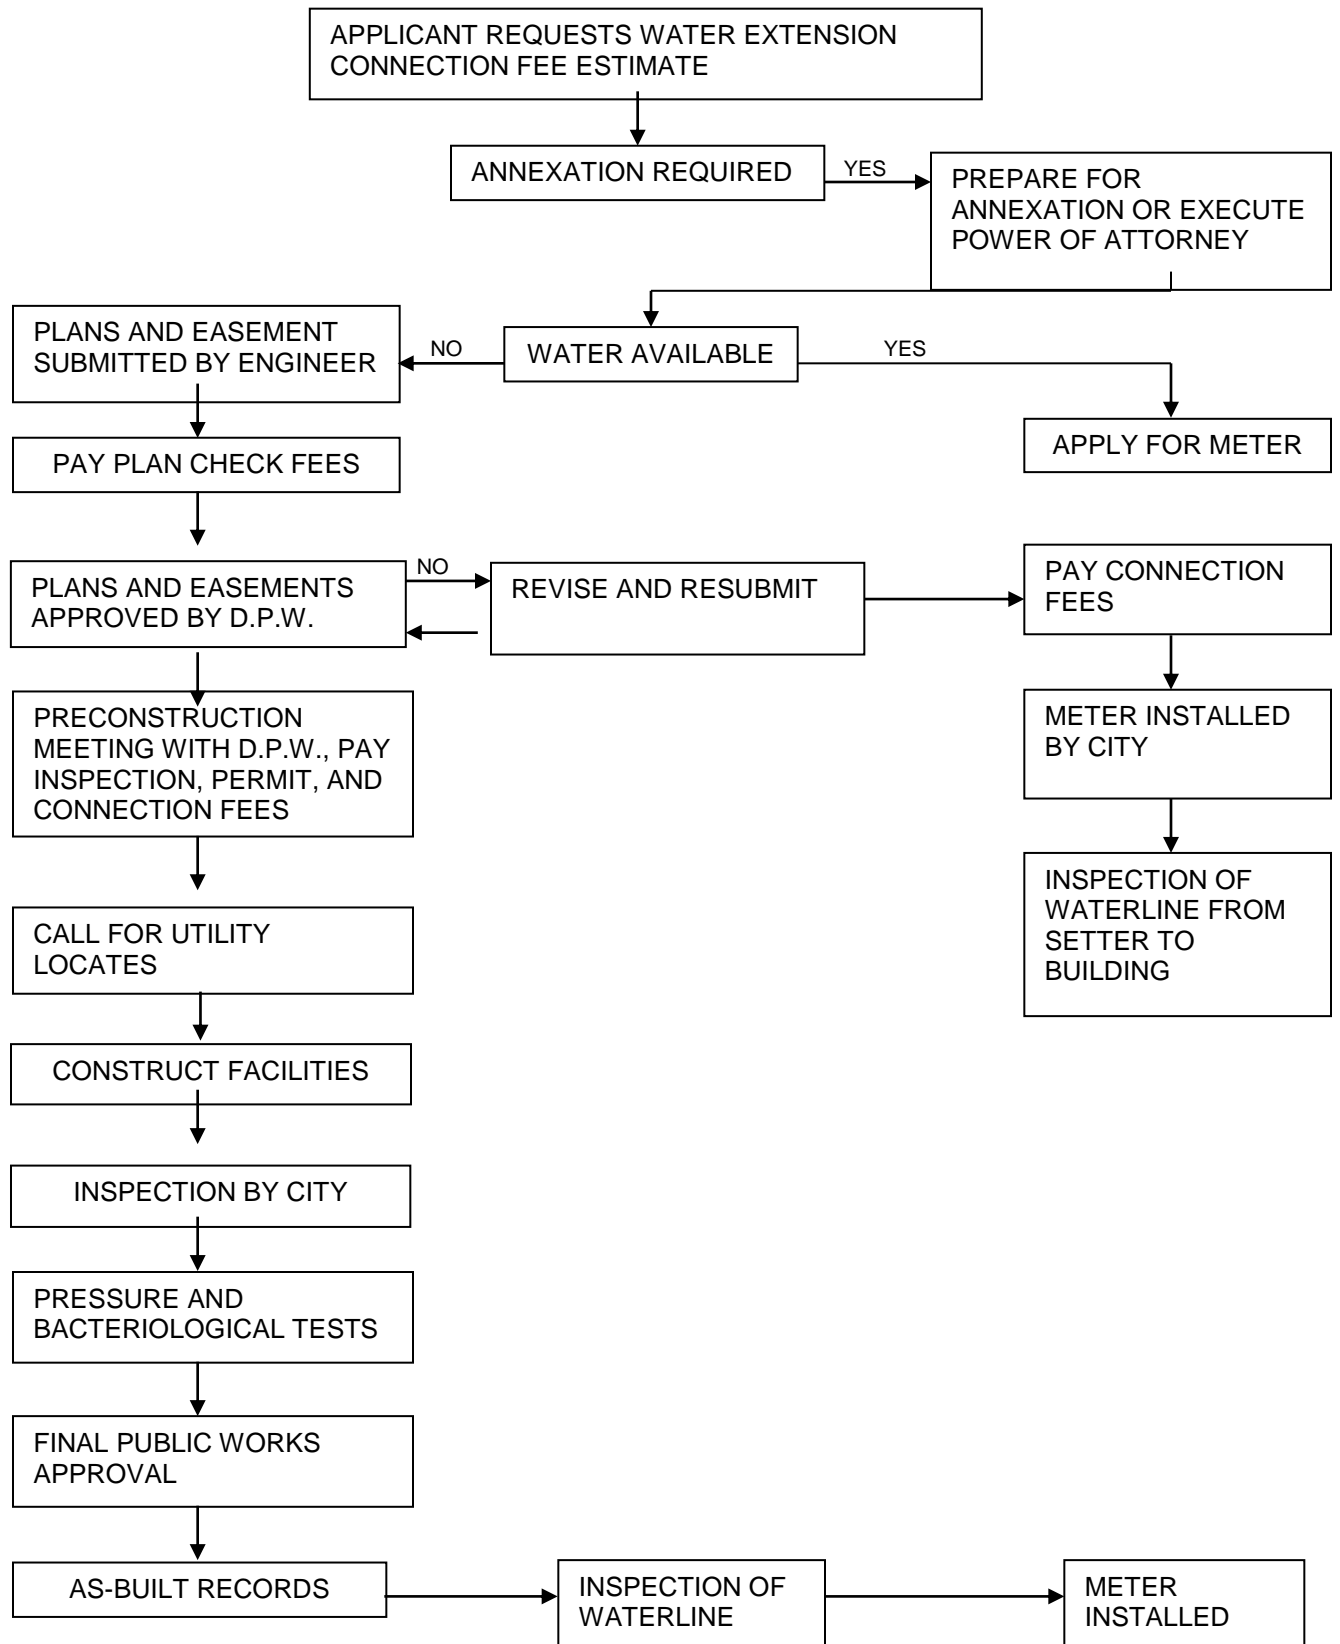 APPLICANT REQUESTS WATER EXTENSION
CONNECTION FEE ESTIMATE
ANNEXATION REQUIRED
YES
PREPARE FOR
ANNEXATION OR EXECUTE
POWER OF ATTORNEY
PLANS AND EASEMENT
SUBMITTED BY ENGINEER
NO
WATER AVAILABLE
YES
PAY PLAN CHECK FEES
APPLY FOR METER
PLANS AND EASEMENTS
APPROVED BY D.P.W.
NO
REVISE AND RESUBMIT
PAY CONNECTION
FEES
PRECONSTRUCTION
MEETING WITH D.P.W., PAY
INSPECTION, PERMIT, AND
CONNECTION FEES
METER INSTALLED
BY CITY
CALL FOR UTILITY
LOCATES
INSPECTION OF
WATERLINE FROM
SETTER TO
BUILDING
CONSTRUCT FACILITIES
INSPECTION BY CITY
PRESSURE AND
BACTERIOLOGICAL TESTS
FINAL PUBLIC WORKS
APPROVAL
AS-BUILT RECORDS
INSPECTION OF
WATERLINE
METER
INSTALLED